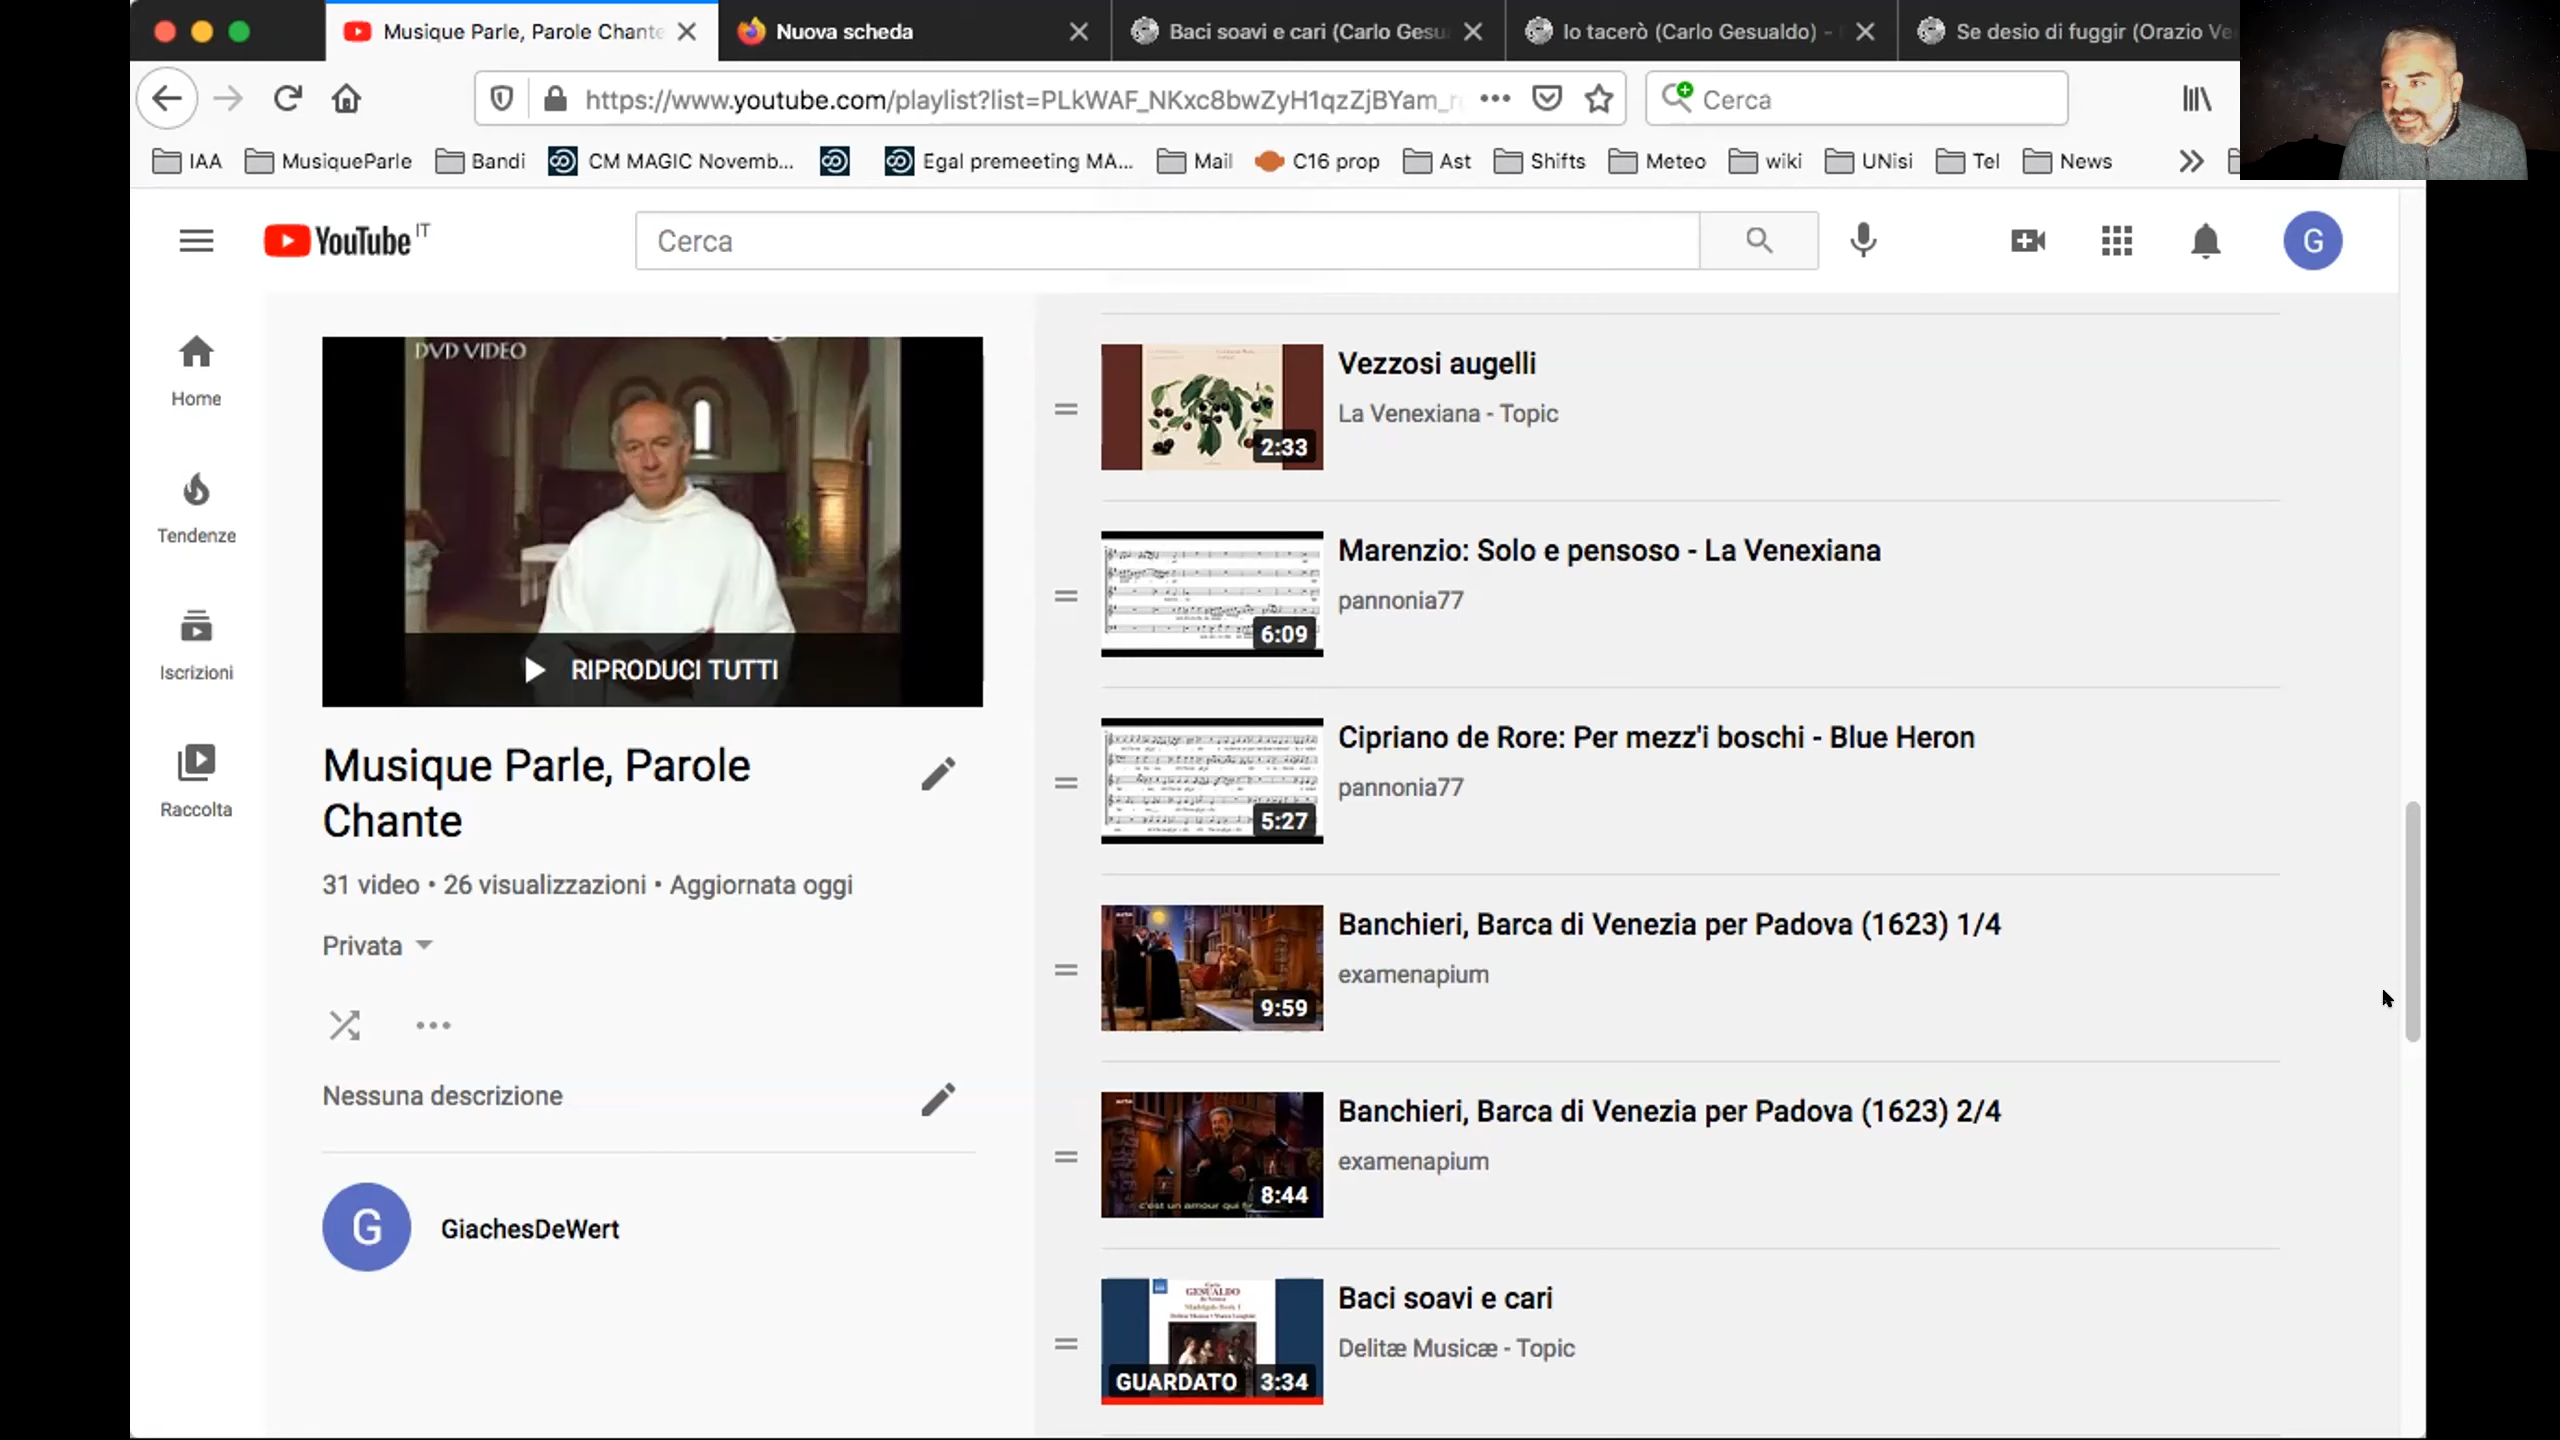 Musique Parle, Parole Chante
Nuova scheda
Baci soavi e cari (Carlo Gesu
Io tacerò (Carlo Gesualdo) –
Se desio di fuggir (Orazio Ve
https://www.youtube.com/playlist?list=PLkWAF_NKxc8bwZyH1qzZjBYam_r
Cerca
IAA
MusiqueParle
Bandi
CM MAGIC Novemb...
Egal premeeting MA...
Mail
C16 prop
Ast
Shifts
Meteo
wiki
UNisi
Tel
News
YouTube IT
Cerca
G
Home
Tendenze
Iscrizioni
Raccolta
DVD VIDEO
RIPRODUCI TUTTI
Musique Parle, Parole
Chante
31 video • 26 visualizzazioni • Aggiornata oggi
Privata
Nessuna descrizione
G
GiachesDeWert
2:33
Vezzosi augelli
La Venexiana - Topic
6:09
Marenzio: Solo e pensoso - La Venexiana
pannonia77
5:27
Cipriano de Rore: Per mezz'i boschi - Blue Heron
pannonia77
9:59
Banchieri, Barca di Venezia per Padova (1623) 1/4
examenapium
c'est un amour qui
8:44
Banchieri, Barca di Venezia per Padova (1623) 2/4
examenapium
GESUALDO
GUARDATO 3:34
Baci soavi e cari
Delitæ Musicæ - Topic